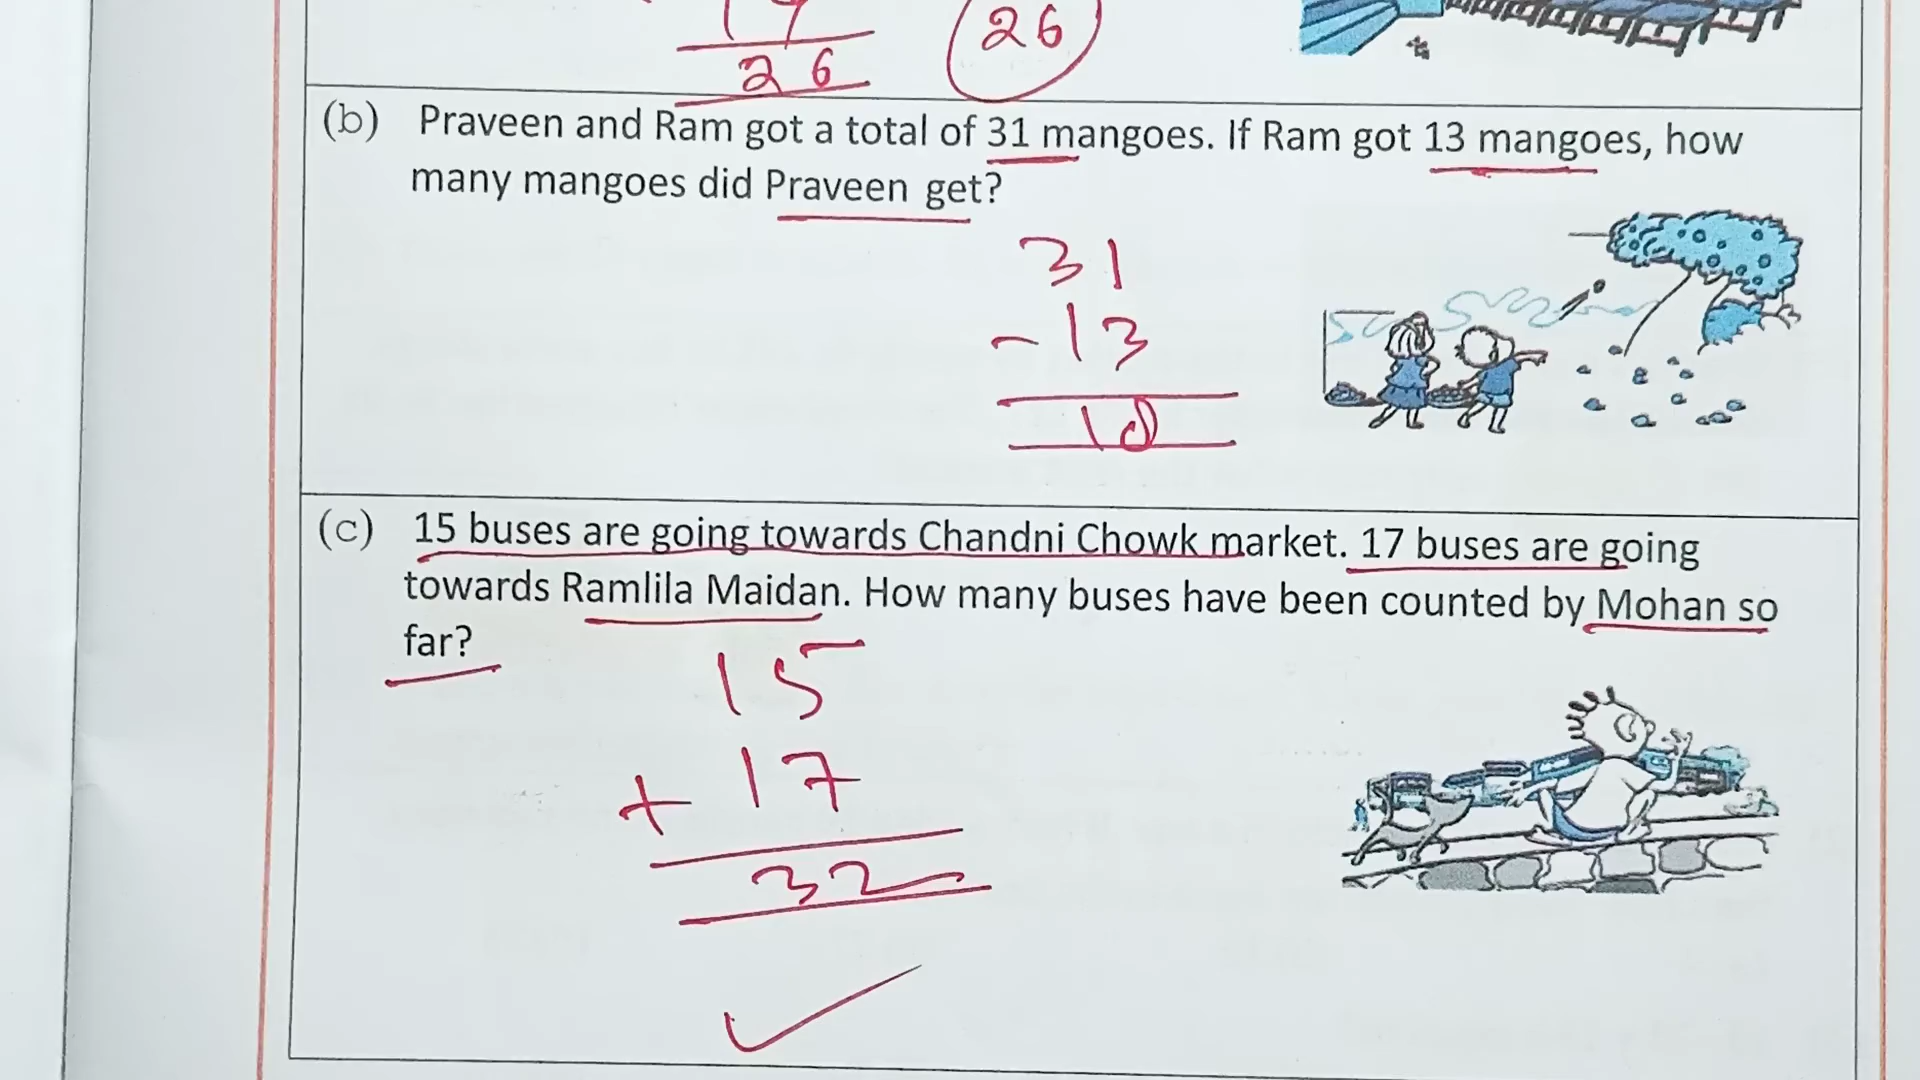 17
26
26
(b) Praveen and Ram got a total of 31 mangoes. If Ram got 13 mangoes, how
many mangoes did Praveen get?
31
- 13
18
(c) 15 buses are going towards Chandni Chowk market. 17 buses are going
towards Ramlila Maidan. How many buses have been counted by Mohan so
far?
15
+ 17
32